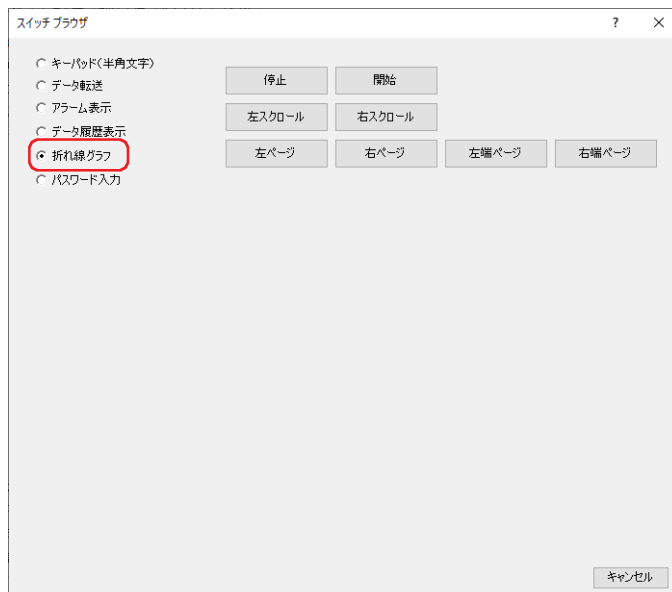 スイッチ ブラウザ
?
キーパッド(半角文字)
データ転送
アラーム表示
データ履歴表示
折れ線グラフ
パスワード入力
停止 開始
左スクロール 右スクロール
左ページ 右ページ 左端ページ 右端ページ
キャンセル